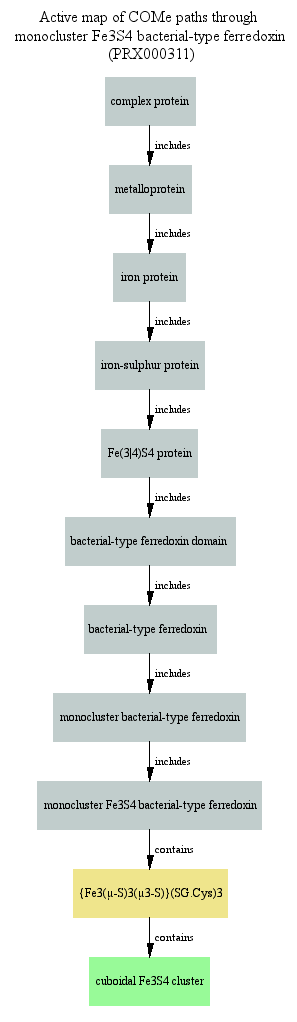 Active map of COMe paths through
monocluster Fe3S4 bacterial-type ferredoxin
(PRX000311)
complex protein
includes
metalloprotein
includes
iron protein
includes
iron-sulphur protein
includes
Fe(3|4)S4 protein
includes
bacterial-type ferredoxin domain
includes
bacterial-type ferredoxin
includes
monocluster bacterial-type ferredoxin
includes
monocluster Fe3S4 bacterial-type ferredoxin
contains
{Fe3(μ-S)3(μ3-S)}(SG.Cys)3
contains
cuboidal Fe3S4 cluster